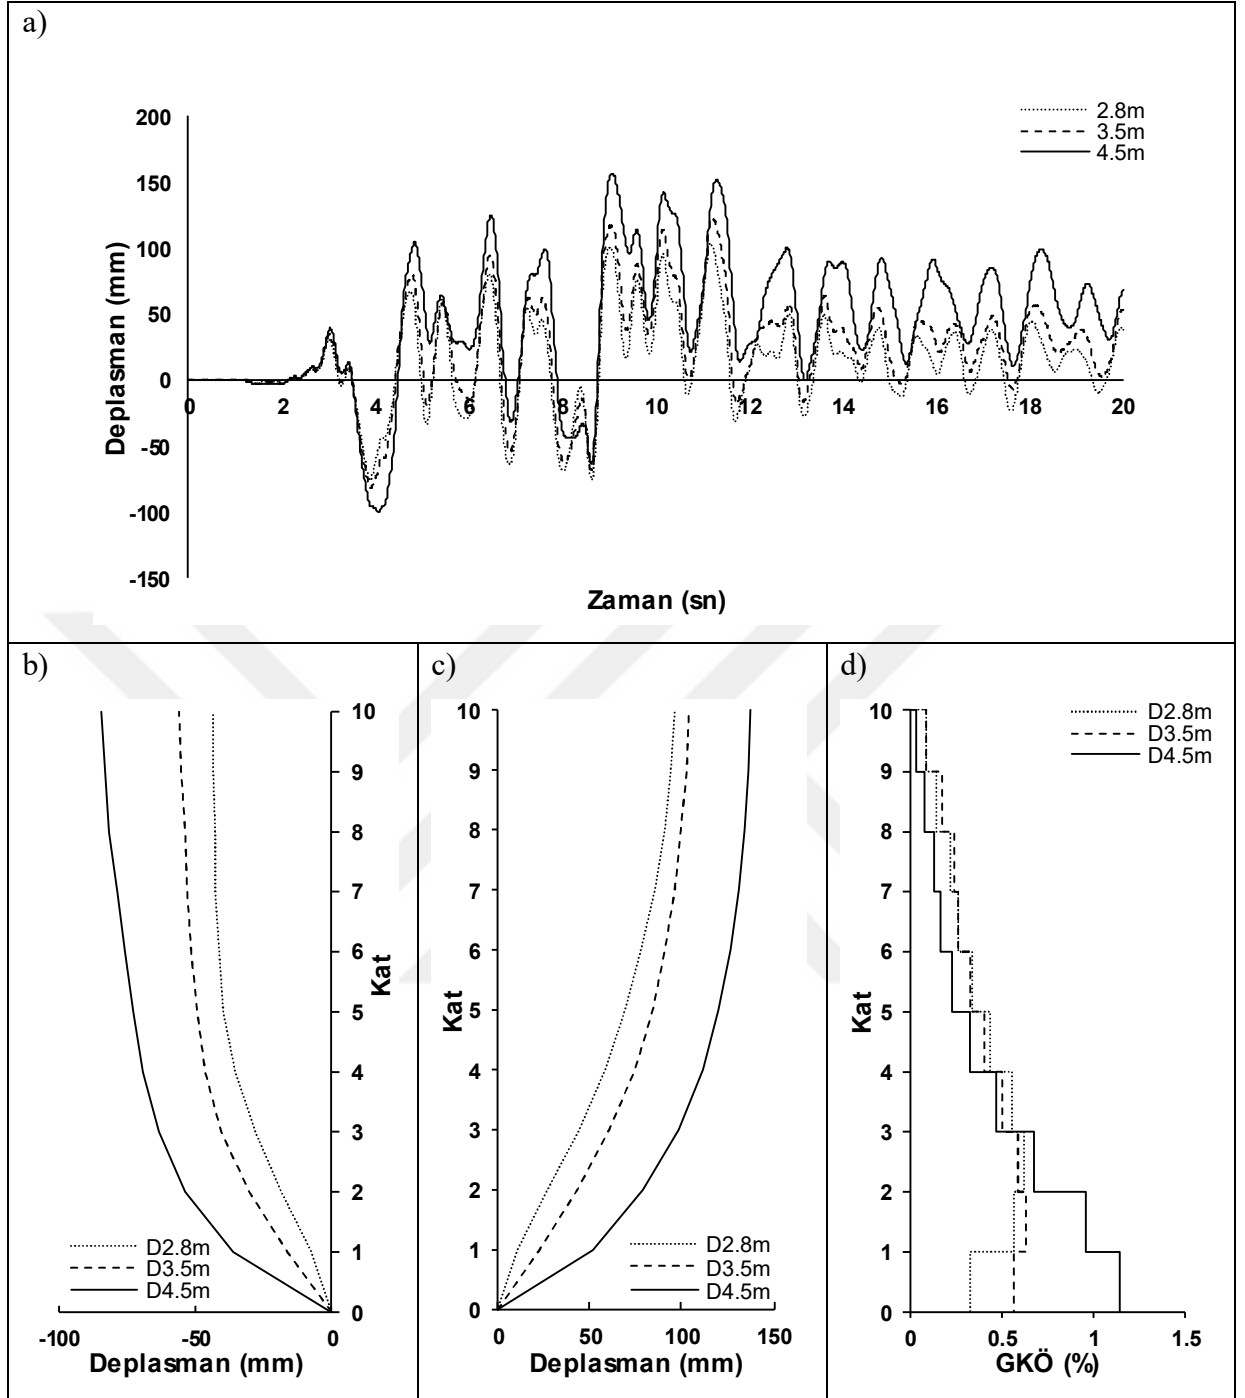 a)
2.8m
3.5m
4.5m
200
150
100
50
0
-50
-100
-150
Deplasman (mm)
0 2 4 6 8 10 12 14 16 18 20
Zaman (sn)
b)
10
9
8
7
6
5
4
3
2
1
0
Kat
D2.8m
D3.5m
D4.5m
-100 -50 0
Deplasman (mm)
c)
10
9
8
7
6
5
4
3
2
1
0
Kat
D2.8m
D3.5m
D4.5m
0 50 100 150
Deplasman (mm)
d)
D2.8m
D3.5m
D4.5m
10
9
8
7
6
5
4
3
2
1
0
Kat
0 0.5 1 1.5
GKÖ (%)